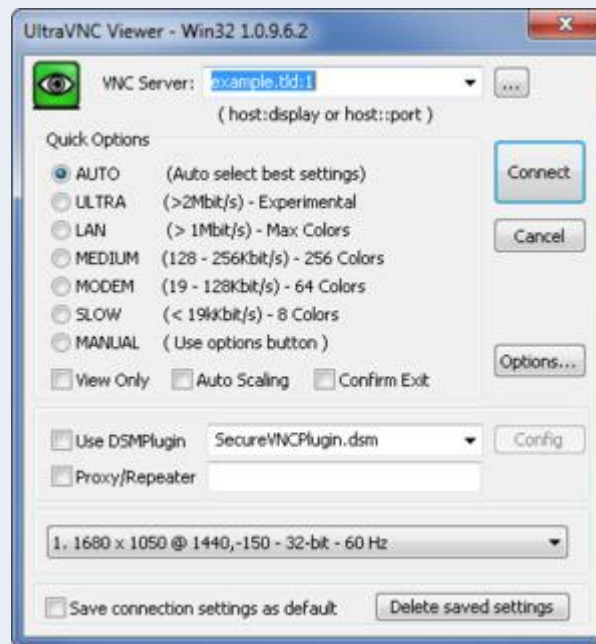 UltraVNC Viewer - Win32 1.0.9.6.2
VNC Server: example.tld:1 ...
( host:display or host::port )
Quick Options
AUTO (Auto select best settings)
ULTRA (>2Mbit/s) - Experimental
LAN (> 1Mbit/s) - Max Colors
MEDIUM (128 - 256Kbit/s) - 256 Colors
MODEM (19 - 128Kbit/s) - 64 Colors
SLOW (< 19kKbit/s) - 8 Colors
MANUAL ( Use options button )
View Only Auto Scaling Confirm Exit
Connect
Cancel
Options...
Use DSMPlugin SecureVNCPlugin.dsm Config
Proxy/Repeater
1. 1680 x 1050 @ 1440,-150 - 32-bit - 60 Hz
Save connection settings as default Delete saved settings